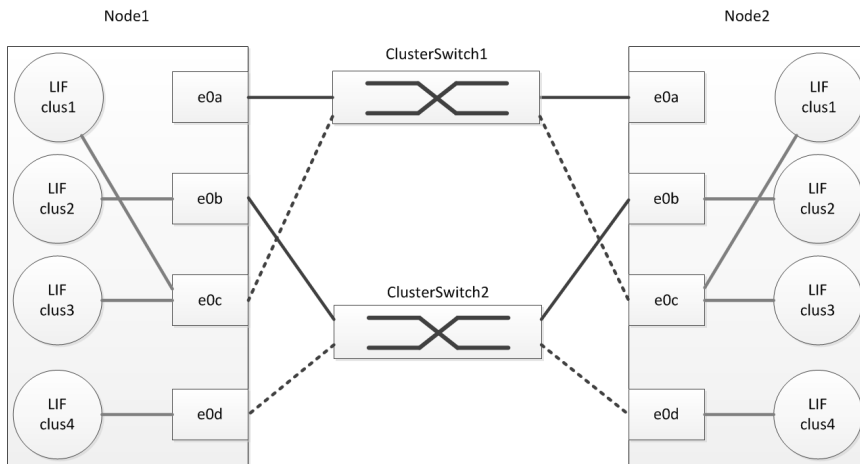 Node1
Node2
ClusterSwitch1
LIF
clus1
e0a
e0a
LIF
clus1
LIF
clus2
e0b
e0b
LIF
clus2
ClusterSwitch2
LIF
clus3
e0c
e0c
LIF
clus3
LIF
clus4
e0d
e0d
LIF
clus4